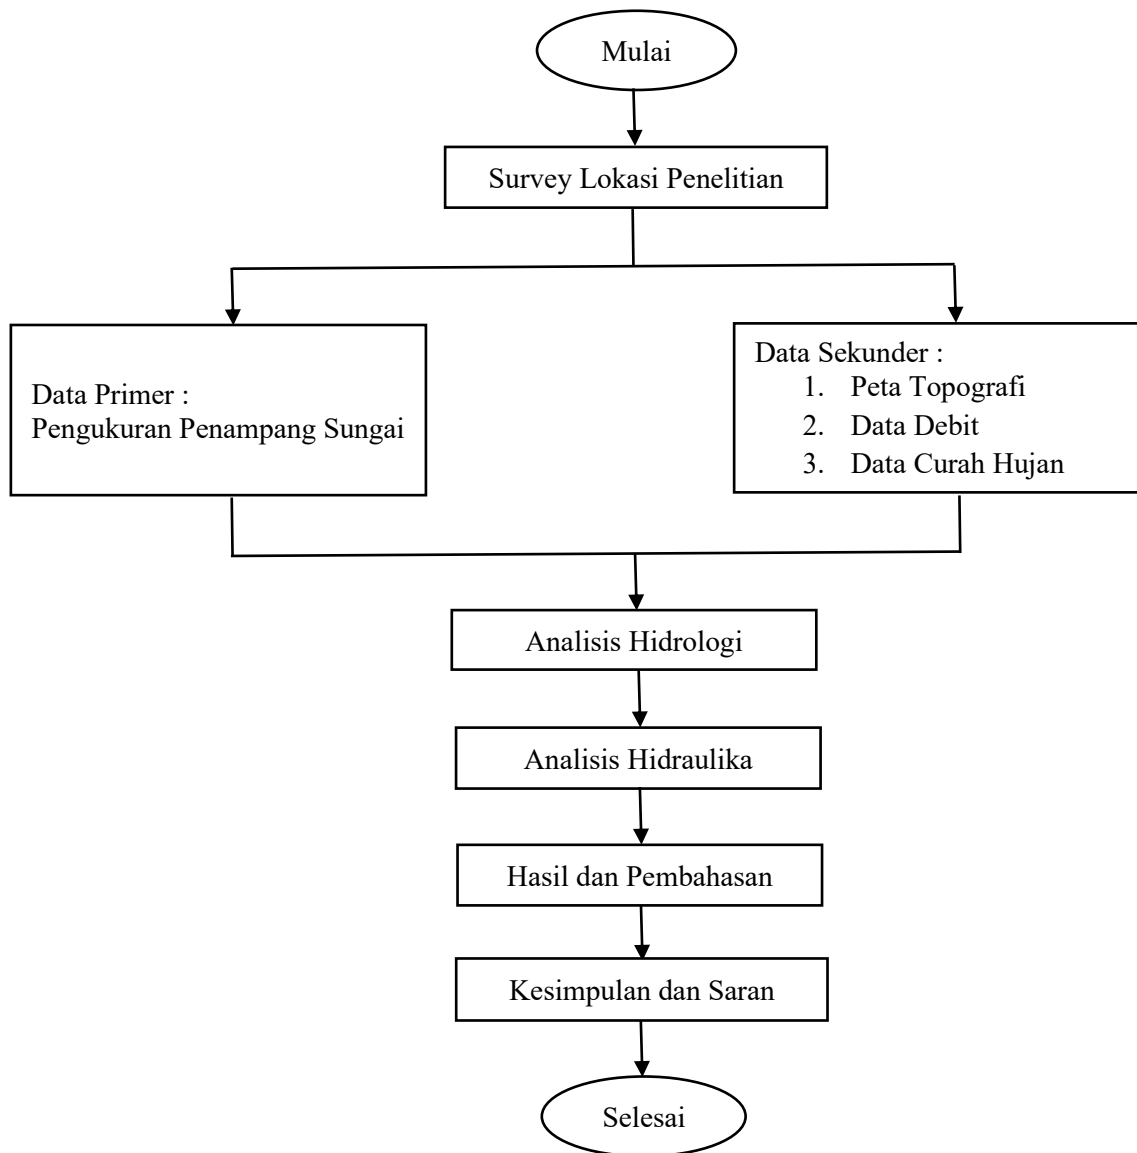 Mulai
Survey Lokasi Penelitian
Data Primer :
Pengukuran Penampang Sungai
Data Sekunder :
1. Peta Topografi
2. Data Debit
3. Data Curah Hujan
Analisis Hidrologi
Analisis Hidraulika
Hasil dan Pembahasan
Kesimpulan dan Saran
Selesai